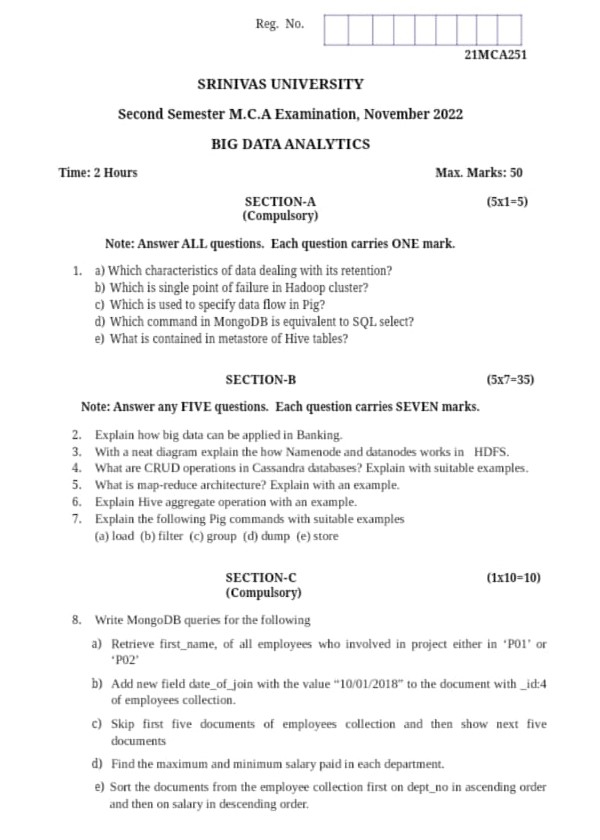 Reg. No.
21MCA251
SRINIVAS UNIVERSITY
Second Semester M.C.A Examination, November 2022
BIG DATA ANALYTICS
Time: 2 Hours Max. Marks: 50
SECTION-A (5x1=5)
(Compulsory)
Note: Answer ALL questions. Each question carries ONE mark.
1. a) Which characteristics of data dealing with its retention?
b) Which is single point of failure in Hadoop cluster?
c) Which is used to specify data flow in Pig?
d) Which command in MongoDB is equivalent to SQL select?
e) What is contained in metastore of Hive tables?
SECTION-B (5x7=35)
Note: Answer any FIVE questions. Each question carries SEVEN marks.
2. Explain how big data can be applied in Banking.
3. With a neat diagram explain the how Namenode and datanodes works in HDFS.
4. What are CRUD operations in Cassandra databases? Explain with suitable examples.
5. What is map-reduce architecture? Explain with an example.
6. Explain Hive aggregate operation with an example.
7. Explain the following Pig commands with suitable examples
(a) load (b) filter (c) group (d) dump (e) store
SECTION-C (1x10=10)
(Compulsory)
8. Write MongoDB queries for the following
a) Retrieve first_name, of all employees who involved in project either in ‘P01’ or
‘P02’
b) Add new field date_of_join with the value “10/01/2018” to the document with _id:4
of employees collection.
c) Skip first five documents of employees collection and then show next five
documents
d) Find the maximum and minimum salary paid in each department.
e) Sort the documents from the employee collection first on dept_no in ascending order
and then on salary in descending order.